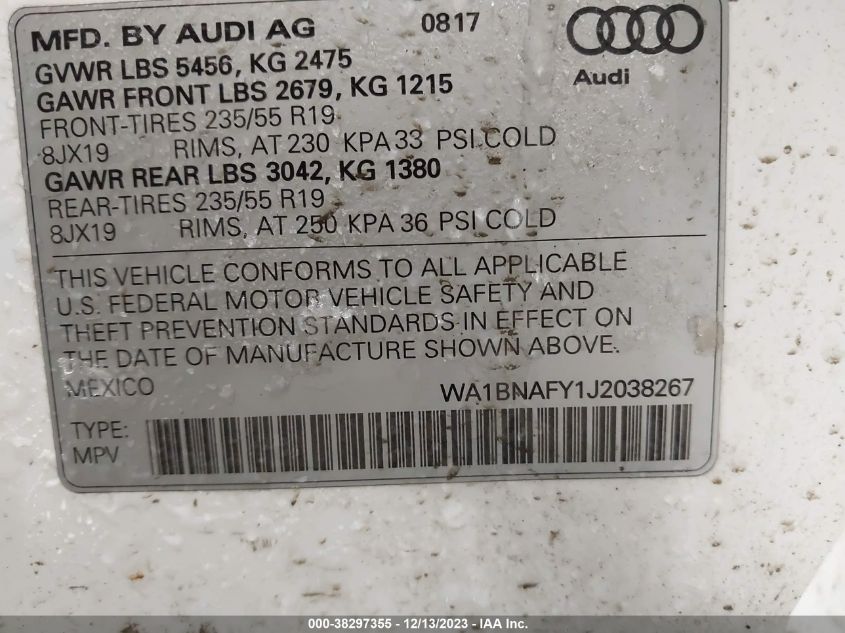 MFD. BY AUDI AG 0817
Audi
GVWR LBS 5456, KG 2475
GAWR FRONT LBS 2679, KG 1215
FRONT-TIRES 235/55 R19
8JX19 RIMS, AT 230 KPA 33 PSI COLD
GAWR REAR LBS 3042, KG 1380
REAR-TIRES 235/55 R19
8JX19 RIMS, AT 250 KPA 36 PSI COLD
THIS VEHICLE CONFORMS TO ALL APPLICABLE
U.S. FEDERAL MOTOR VEHICLE SAFETY AND
THEFT PREVENTION STANDARDS IN EFFECT ON
THE DATE OF MANUFACTURE SHOWN ABOVE.
MEXICO WA1BNAFY1J2038267
TYPE:
MPV
000-38297355 - 12/13/2023 - IAA Inc.